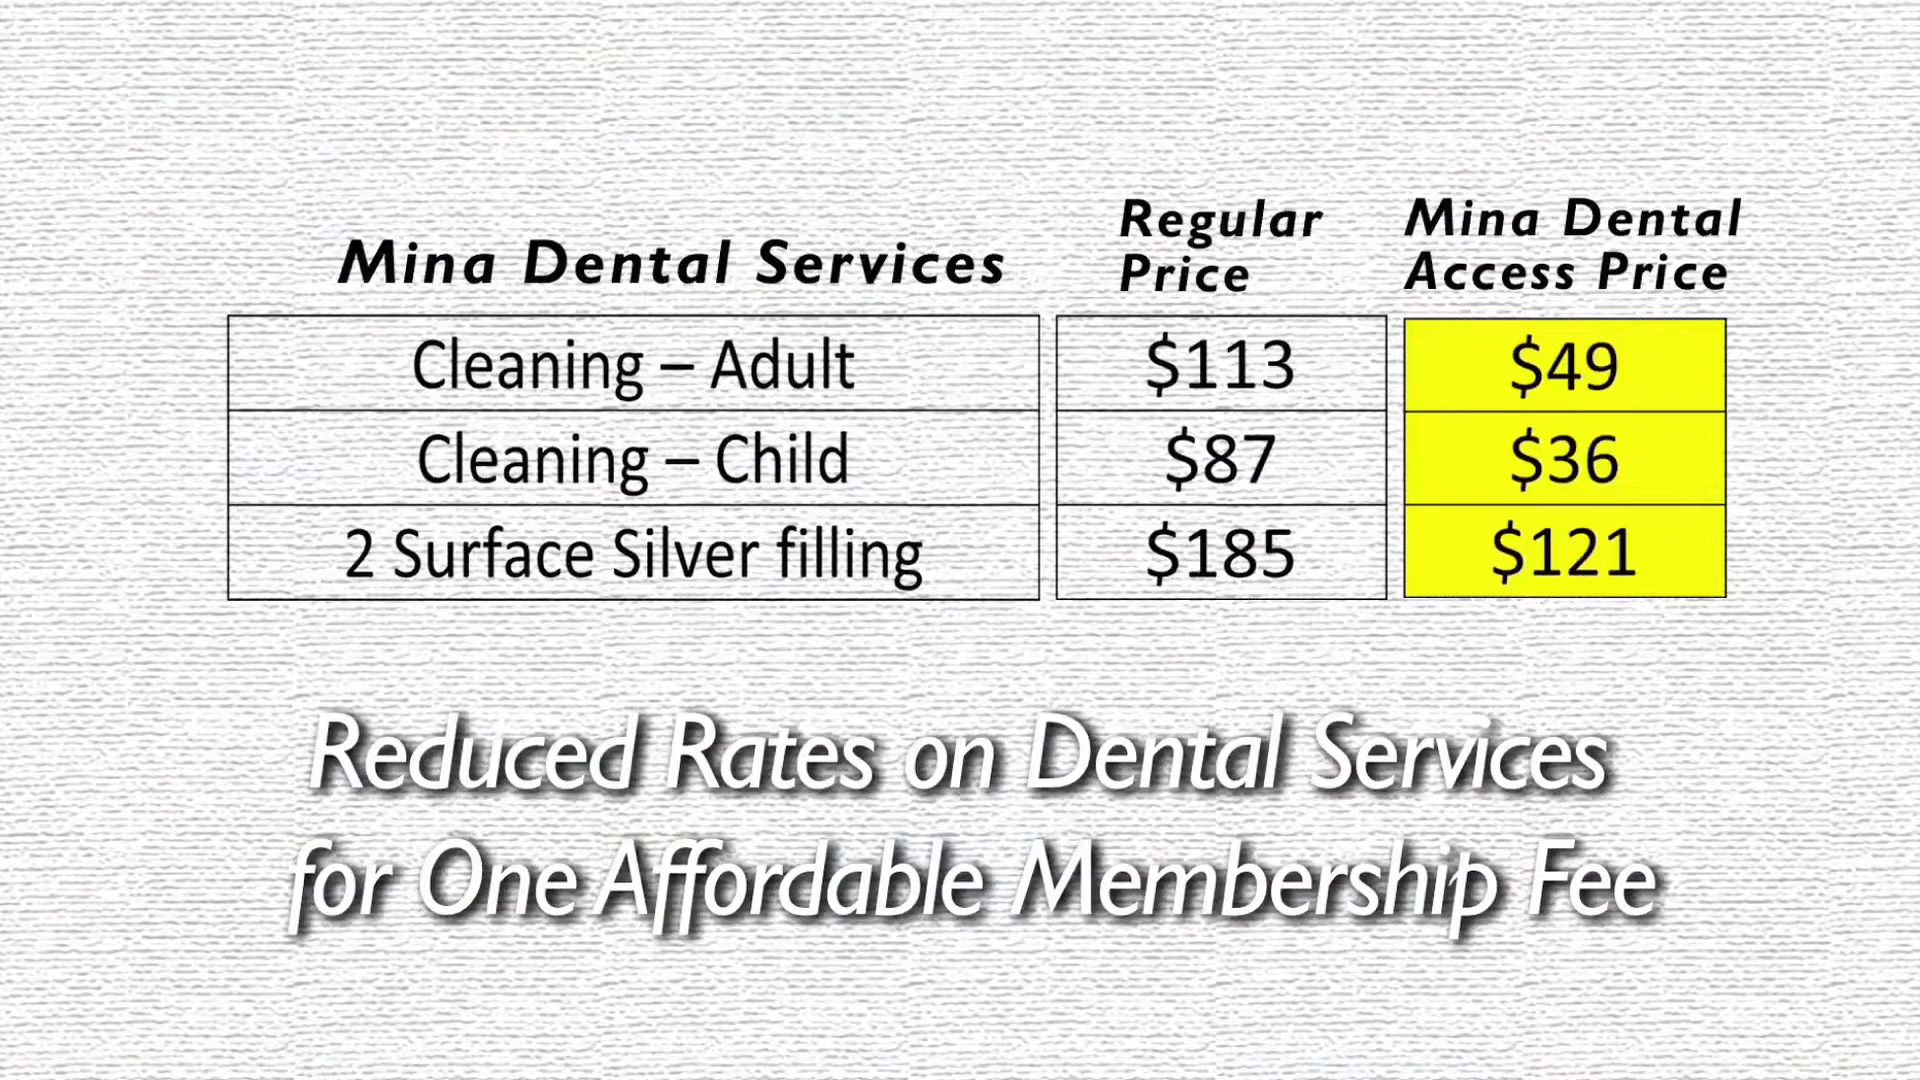 Mina Dental Services
Regular
Price
Mina Dental
Access Price
Cleaning – Adult $113 $49
Cleaning – Child $87 $36
2 Surface Silver filling $185 $121
Reduced Rates on Dental Services
for One Affordable Membership Fee